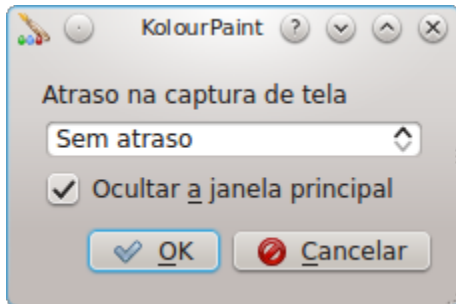 KolourPaint
Atraso na captura de tela
Sem atraso
Ocultar a janela principal
OK
Cancelar